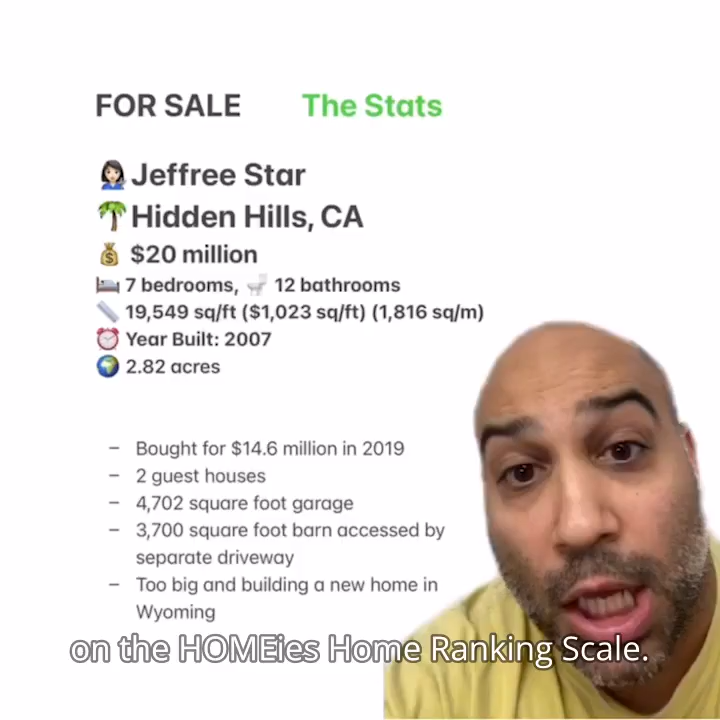 FOR SALE The Stats
Jeffree Star
Hidden Hills, CA
$20 million
7 bedrooms, 12 bathrooms
19,549 sq/ft ($1,023 sq/ft) (1,816 sq/m)
Year Built: 2007
2.82 acres
– Bought for $14.6 million in 2019
– 2 guest houses
– 4,702 square foot garage
– 3,700 square foot barn accessed by
separate driveway
– Too big and building a new home in
Wyoming
on the HOMEies Home Ranking Scale.